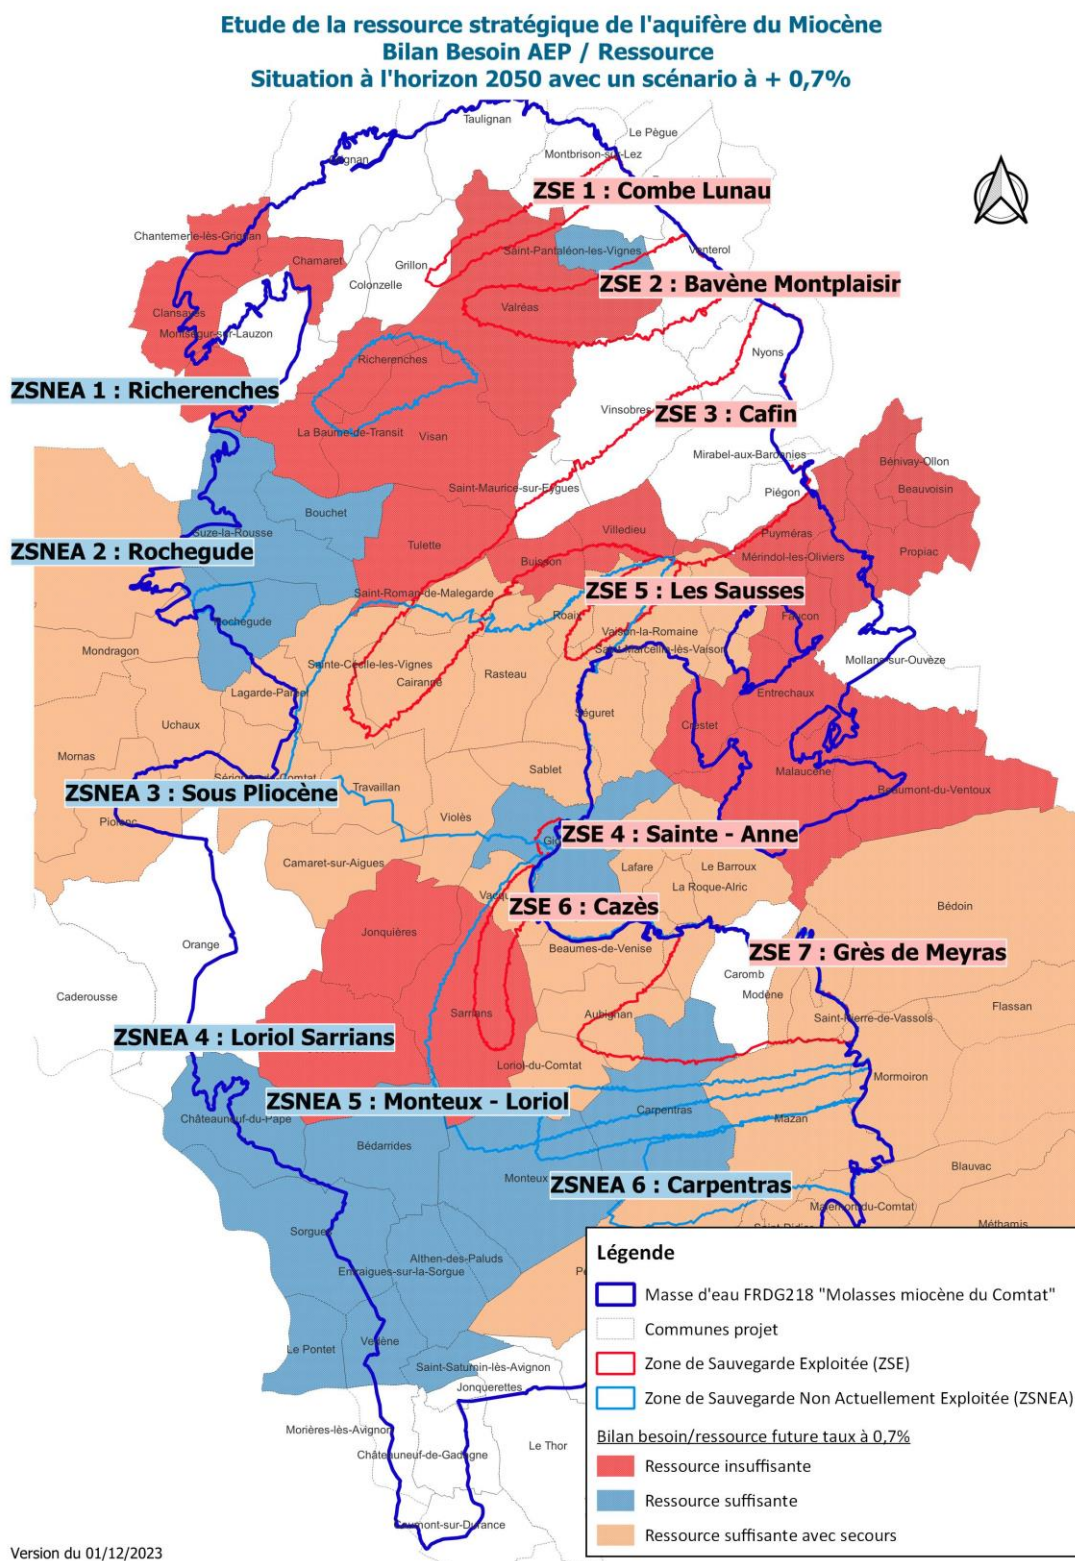 Etude de la ressource stratégique de l'aquifère du Miocène
Bilan Besoin AEP / Ressource
Situation à l'horizon 2050 avec un scénario à + 0,7%
Taulignan
Le Pègue
Montbrison-sur-Lez
Grignan
ZSE 1 : Combe Lunau
Chantemerle-lès-Grignan
Saint-Pantaléon-les-Vignes
Venterol
Chamaret
Grillon
Colonzelle
ZSE 2 : Bavène Montplaisir
Valréas
Clansayes
Montségur-sur-Lauzon
Nyons
Richerenches
ZSNEA 1 : Richerenches
Vinsobres
ZSE 3 : Cafin
La Baume-de-Transit
Visan
Mirabel-aux-Baronnies
Bénivay-Ollon
Saint-Maurice-sur-Eygues
Piégon
Beauvoisin
Bouchet
Suze-la-Rousse
Villedieu
Puyméras
Tulette
ZSNEA 2 : Rochegude
Buisson
Mérindol-les-Oliviers
Propiac
Saint-Roman-de-Malegarde
ZSE 5 : Les Sausses
Roaix
Faucon
Rochegude
Vaison-la-Romaine
Mondragon
Saint-Marcellin-lès-Vaison
Mollans-sur-Ouvèze
Sainte-Cécile-les-Vignes
Rasteau
Cairanne
Lagarde-Paréol
Entrechaux
Séguret
Uchaux
Crestet
Mornas
Sablet
Malaucène
Sérignan-du-Comtat
Travaillan
Beaumont-du-Ventoux
ZSNEA 3 : Sous Pliocène
Violès
Piolenc
ZSE 4 : Sainte - Anne
Camaret-sur-Aigues
Lafare
Le Barroux
La Roque-Alric
ZSE 6 : Cazès
Bédoin
Jonquières
Orange
Beaumes-de-Venise
ZSE 7 : Grès de Meyras
Caromb
Caderousse
Modène
Flassan
Sarrians
Aubignan
Saint-Pierre-de-Vassols
ZSNEA 4 : Loriol Sarrians
Loriol-du-Comtat
Mormoiron
ZSNEA 5 : Monteux - Loriol
Carpentras
Châteauneuf-du-Pape
Mazan
Bédarrides
Blauvac
Monteux
ZSNEA 6 : Carpentras
Malemort-du-Comtat
Méthamis
Sorgues
Althen-des-Paluds
Entraigues-sur-la-Sorgue
Vedène
Le Pontet
Saint-Saturnin-lès-Avignon
Jonquerettes
Morières-lès-Avignon
Le Thor
Châteauneuf-de-Gadagne
Caumont-sur-Durance
Légende
Masse d'eau FRDG218 "Molasses miocène du Comtat"
Communes projet
Zone de Sauvegarde Exploitée (ZSE)
Zone de Sauvegarde Non Actuellement Exploitée (ZSNEA)
Bilan besoin/ressource future taux à 0,7%
Ressource insuffisante
Ressource suffisante
Ressource suffisante avec secours
Version du 01/12/2023